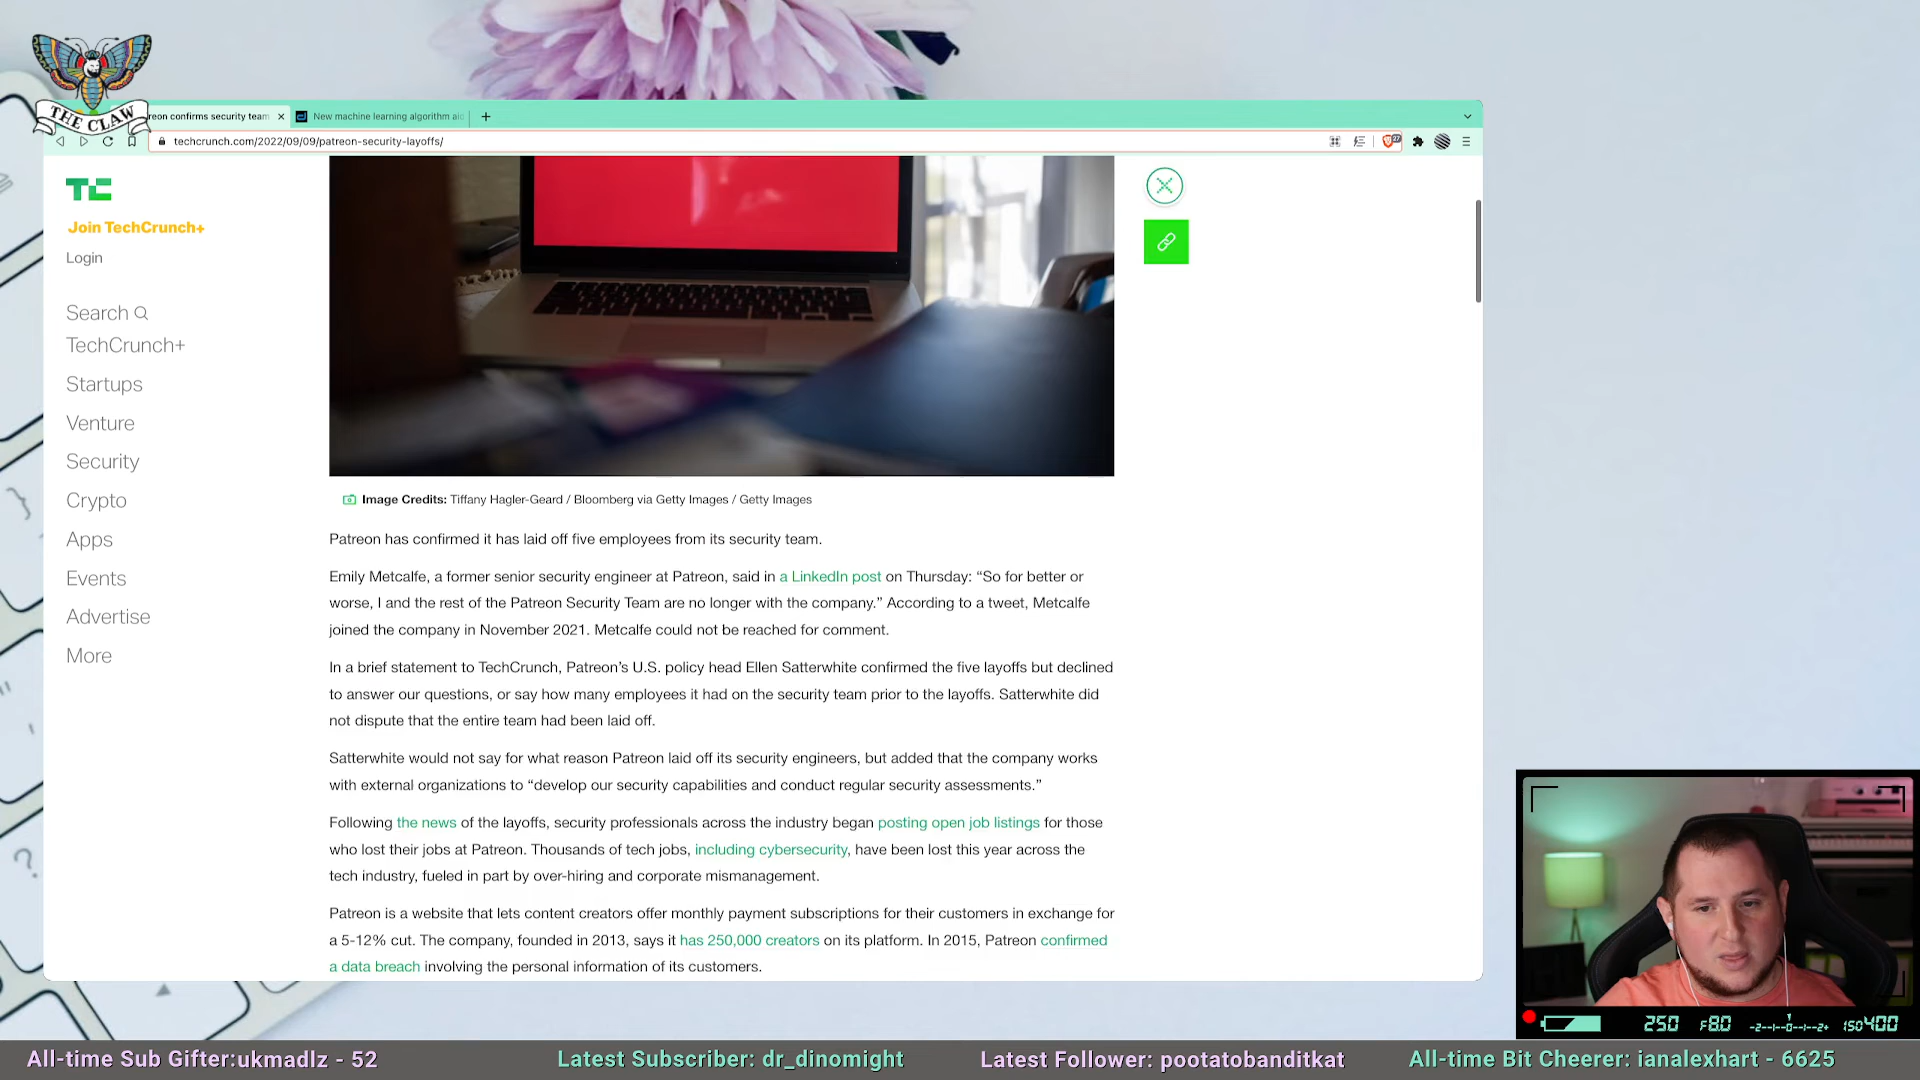 THE CLAW
reon confirms security team
New machine learning algorithm aid
techcrunch.com/2022/09/09/patreon-security-layoffs/
27
TC
Join TechCrunch+
Login
Search
TechCrunch+
Startups
Venture
Security
Crypto
Apps
Events
Advertise
More
Image Credits: Tiffany Hagler-Geard / Bloomberg via Getty Images / Getty Images
Patreon has confirmed it has laid off five employees from its security team.
Emily Metcalfe, a former senior security engineer at Patreon, said in a LinkedIn post on Thursday: “So for better or
worse, I and the rest of the Patreon Security Team are no longer with the company.” According to a tweet, Metcalfe
joined the company in November 2021. Metcalfe could not be reached for comment.
In a brief statement to TechCrunch, Patreon’s U.S. policy head Ellen Satterwhite confirmed the five layoffs but declined
to answer our questions, or say how many employees it had on the security team prior to the layoffs. Satterwhite did
not dispute that the entire team had been laid off.
Satterwhite would not say for what reason Patreon laid off its security engineers, but added that the company works
with external organizations to “develop our security capabilities and conduct regular security assessments.”
Following the news of the layoffs, security professionals across the industry began posting open job listings for those
who lost their jobs at Patreon. Thousands of tech jobs, including cybersecurity, have been lost this year across the
tech industry, fueled in part by over-hiring and corporate mismanagement.
Patreon is a website that lets content creators offer monthly payment subscriptions for their customers in exchange for
a 5-12% cut. The company, founded in 2013, says it has 250,000 creators on its platform. In 2015, Patreon confirmed
a data breach involving the personal information of its customers.
250 F8.0 -2--1--0--1--2+ ISO400
All-time Sub Gifter:ukmadlz - 52
Latest Subscriber: dr_dinomight
Latest Follower: pootatobanditkat
All-time Bit Cheerer: ianalexhart - 6625